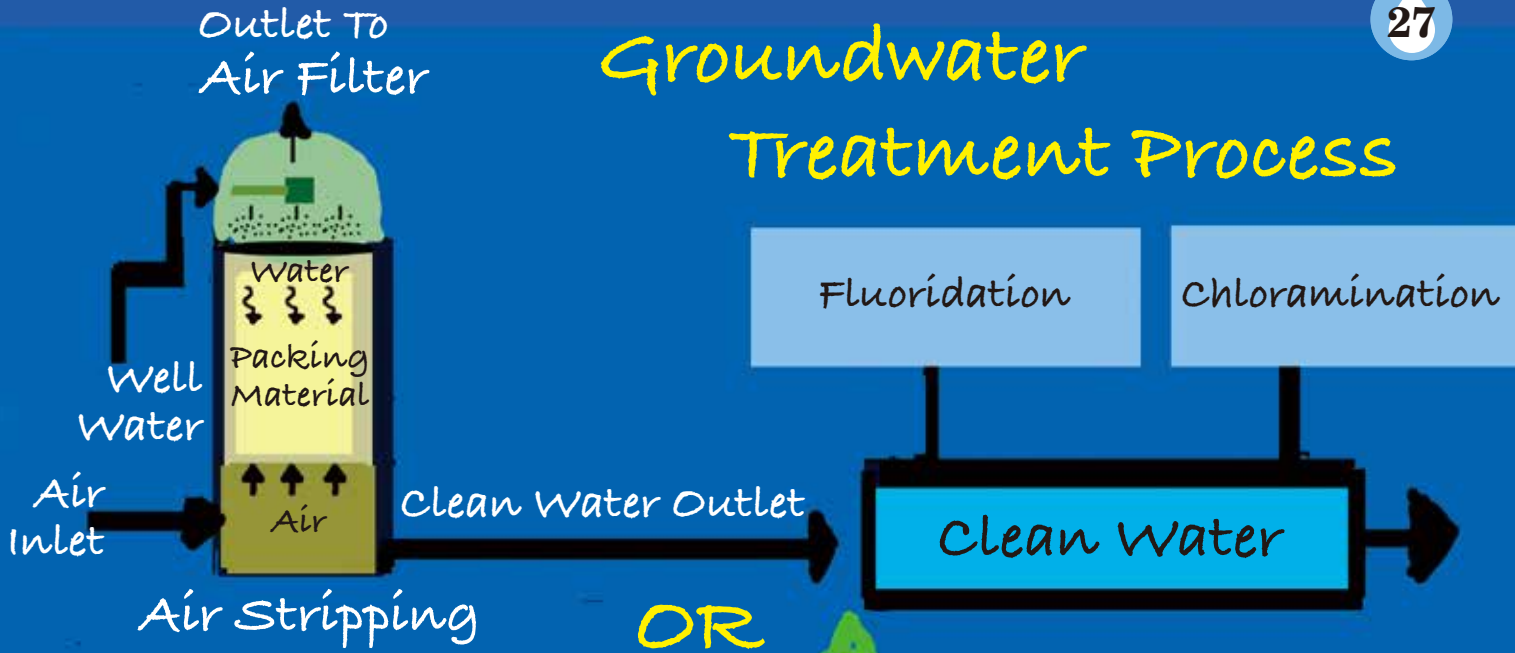 27
Groundwater
Treatment Process
Outlet To
Air Filter
Water
Packing
Material
Well
Water
Air
Inlet
Air
Clean Water Outlet
Air Stripping
Fluoridation
Chloramination
Clean Water
OR